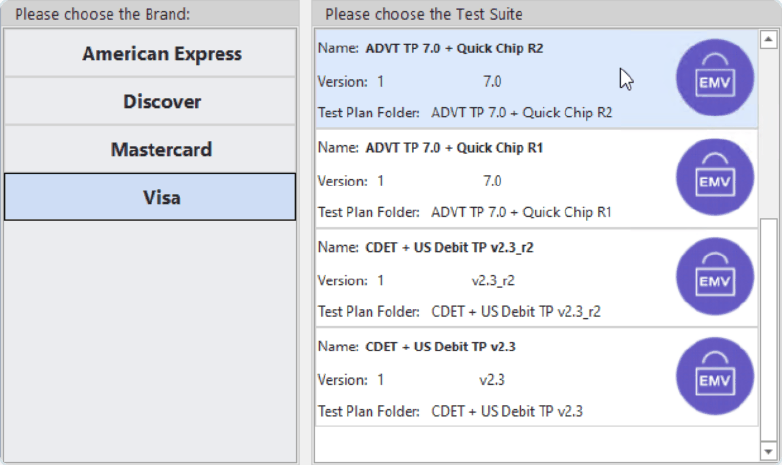 Please choose the Brand:
American Express
Discover
Mastercard
Visa
Please choose the Test Suite
Name: ADVT TP 7.0 + Quick Chip R2
Version: 1 7.0
Test Plan Folder: ADVT TP 7.0 + Quick Chip R2
EMV
Name: ADVT TP 7.0 + Quick Chip R1
Version: 1 7.0
Test Plan Folder: ADVT TP 7.0 + Quick Chip R1
EMV
Name: CDET + US Debit TP v2.3_r2
Version: 1 v2.3_r2
Test Plan Folder: CDET + US Debit TP v2.3_r2
EMV
Name: CDET + US Debit TP v2.3
Version: 1 v2.3
Test Plan Folder: CDET + US Debit TP v2.3
EMV